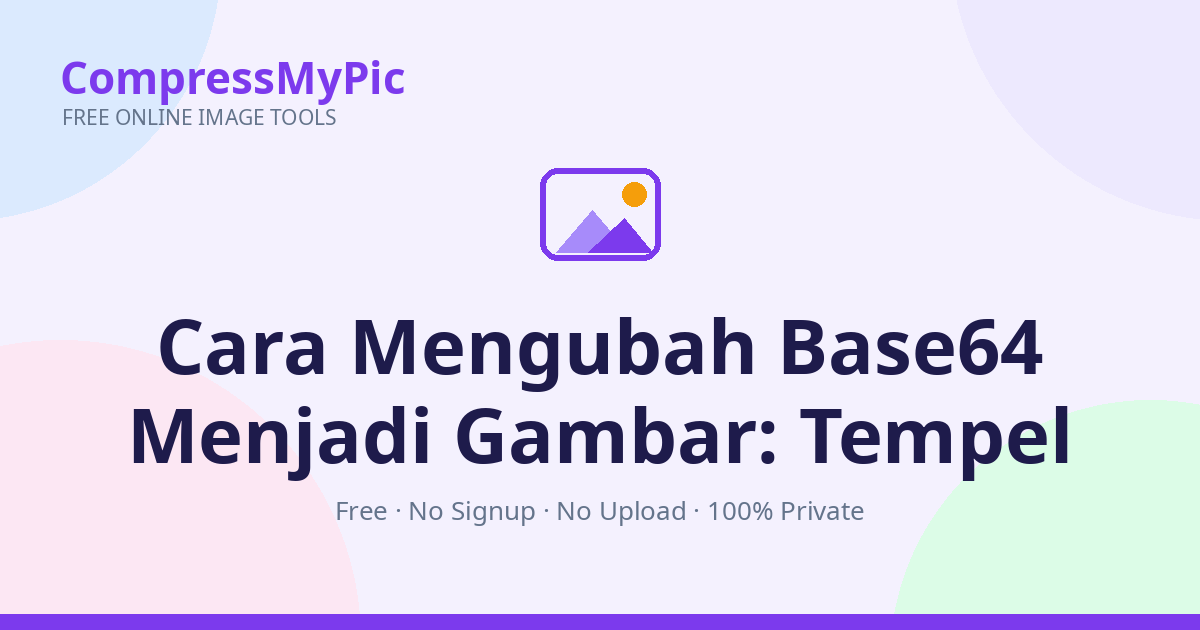 CompressMyPic
FREE ONLINE IMAGE TOOLS
Cara Mengubah Base64
Menjadi Gambar: Tempel
Free · No Signup · No Upload · 100% Private